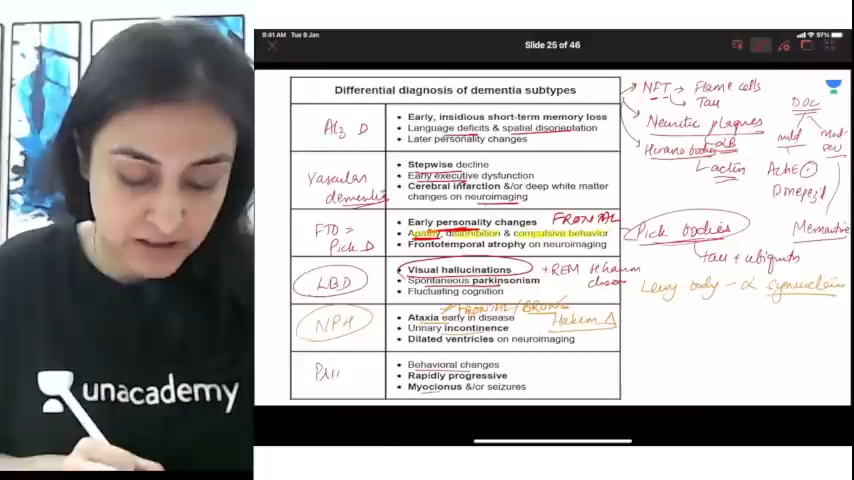 9:41 AM Tue 9 Jan
Slide 25 of 46
97%
Differential diagnosis of dementia subtypes
Alz D
• Early, insidious short-term memory loss
• Language deficits & spatial disorientation
• Later personality changes
Vascular
dementia
• Stepwise decline
• Early executive dysfunction
• Cerebral infarction &/or deep white matter
changes on neuroimaging
FTD =
Pick D
• Early personality changes
FRONTAL
• Apathy, disinhibition & compulsive behavior
• Frontotemporal atrophy on neuroimaging
LBD
• Visual hallucinations
• Spontaneous parkinsonism
• Fluctuating cognition
+ REM
NPH
FRONTAL /
• Ataxia early in disease
• Urinary incontinence
• Dilated ventricles on neuroimaging
Hakim Δ
• Behavioral changes
• Rapidly progressive
• Myoclonus &/or seizures
NFT → Flame cells
Tau
Neuritic plaques
Hirano bodies
Lactin
DOC
mild
Mod
sev
AchE
Donepezil
Memantine
Pick bodies
tau + ubiquitin
Lewy body - α synuclein
unacademy